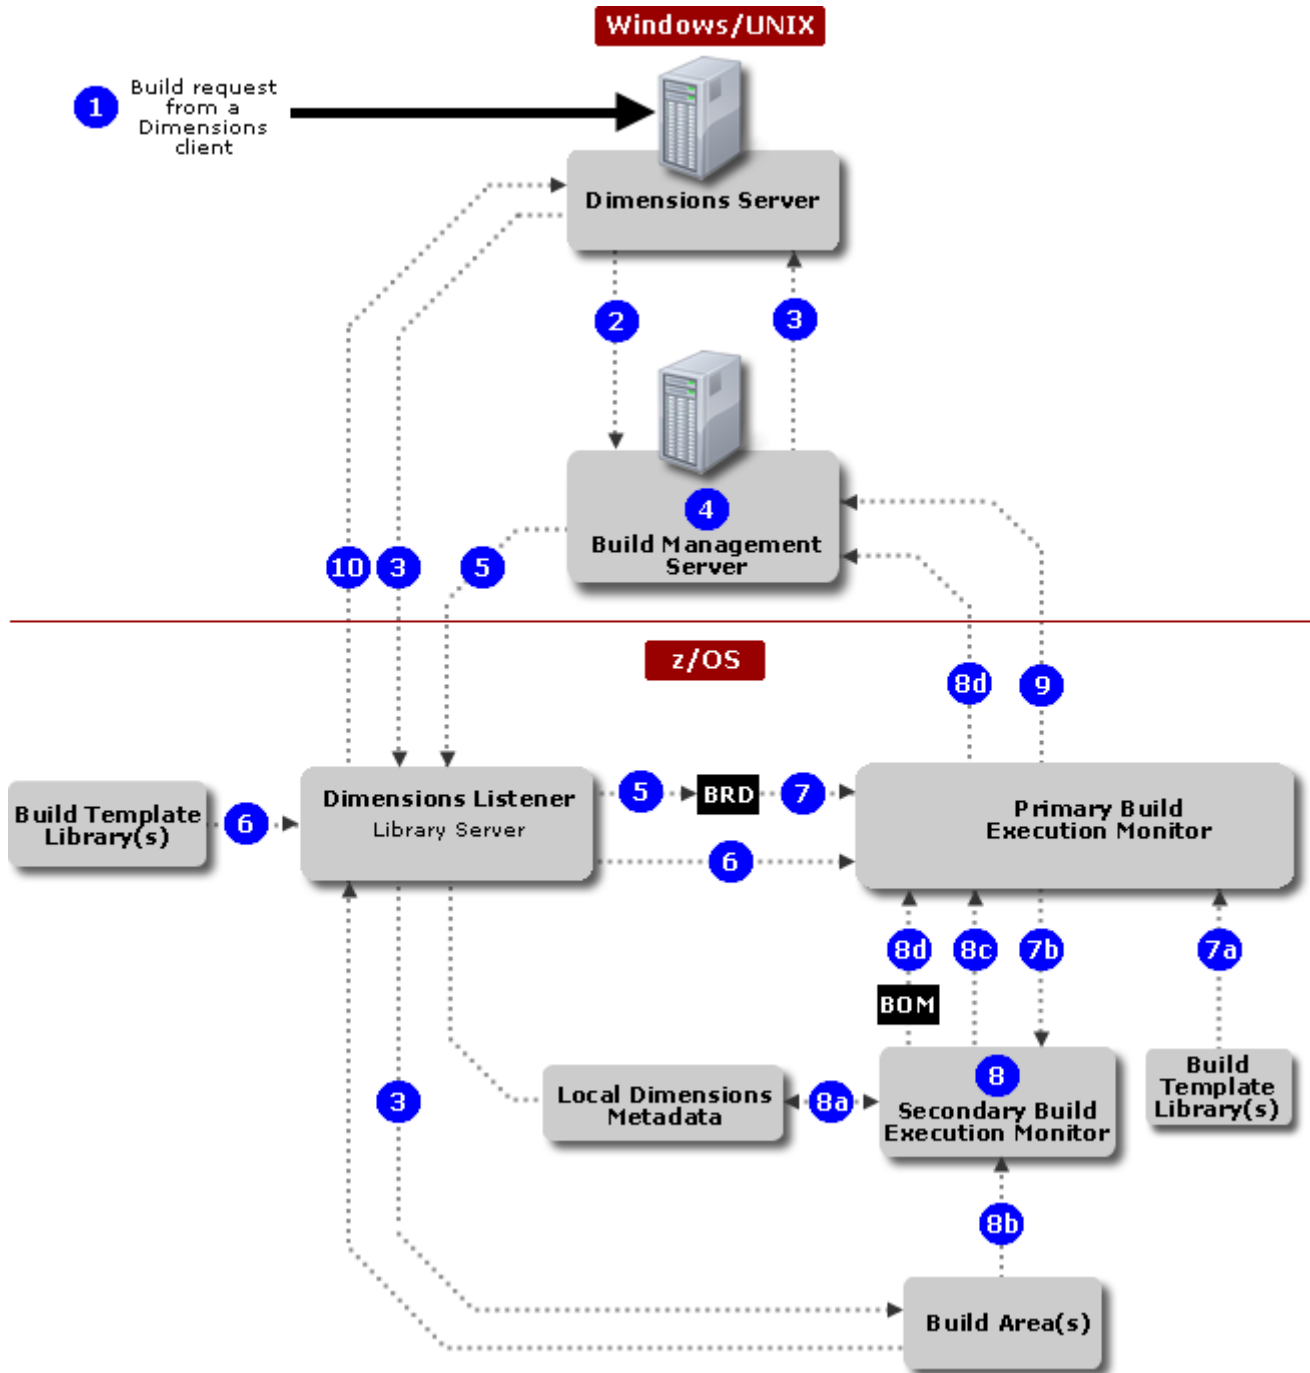 Windows/UNIX
1
Build request
from a
Dimensions
client
Dimensions Server
2
3
4
Build Management
Server
10
3
5
z/OS
8d
9
Build Template
Library(s)
6
Dimensions Listener
Library Server
5
BRD
7
6
Primary Build
Execution Monitor
8d
8c
7b
7a
BOM
3
Local Dimensions
Metadata
8a
8
Secondary Build
Execution Monitor
Build
Template
Library(s)
8b
Build Area(s)